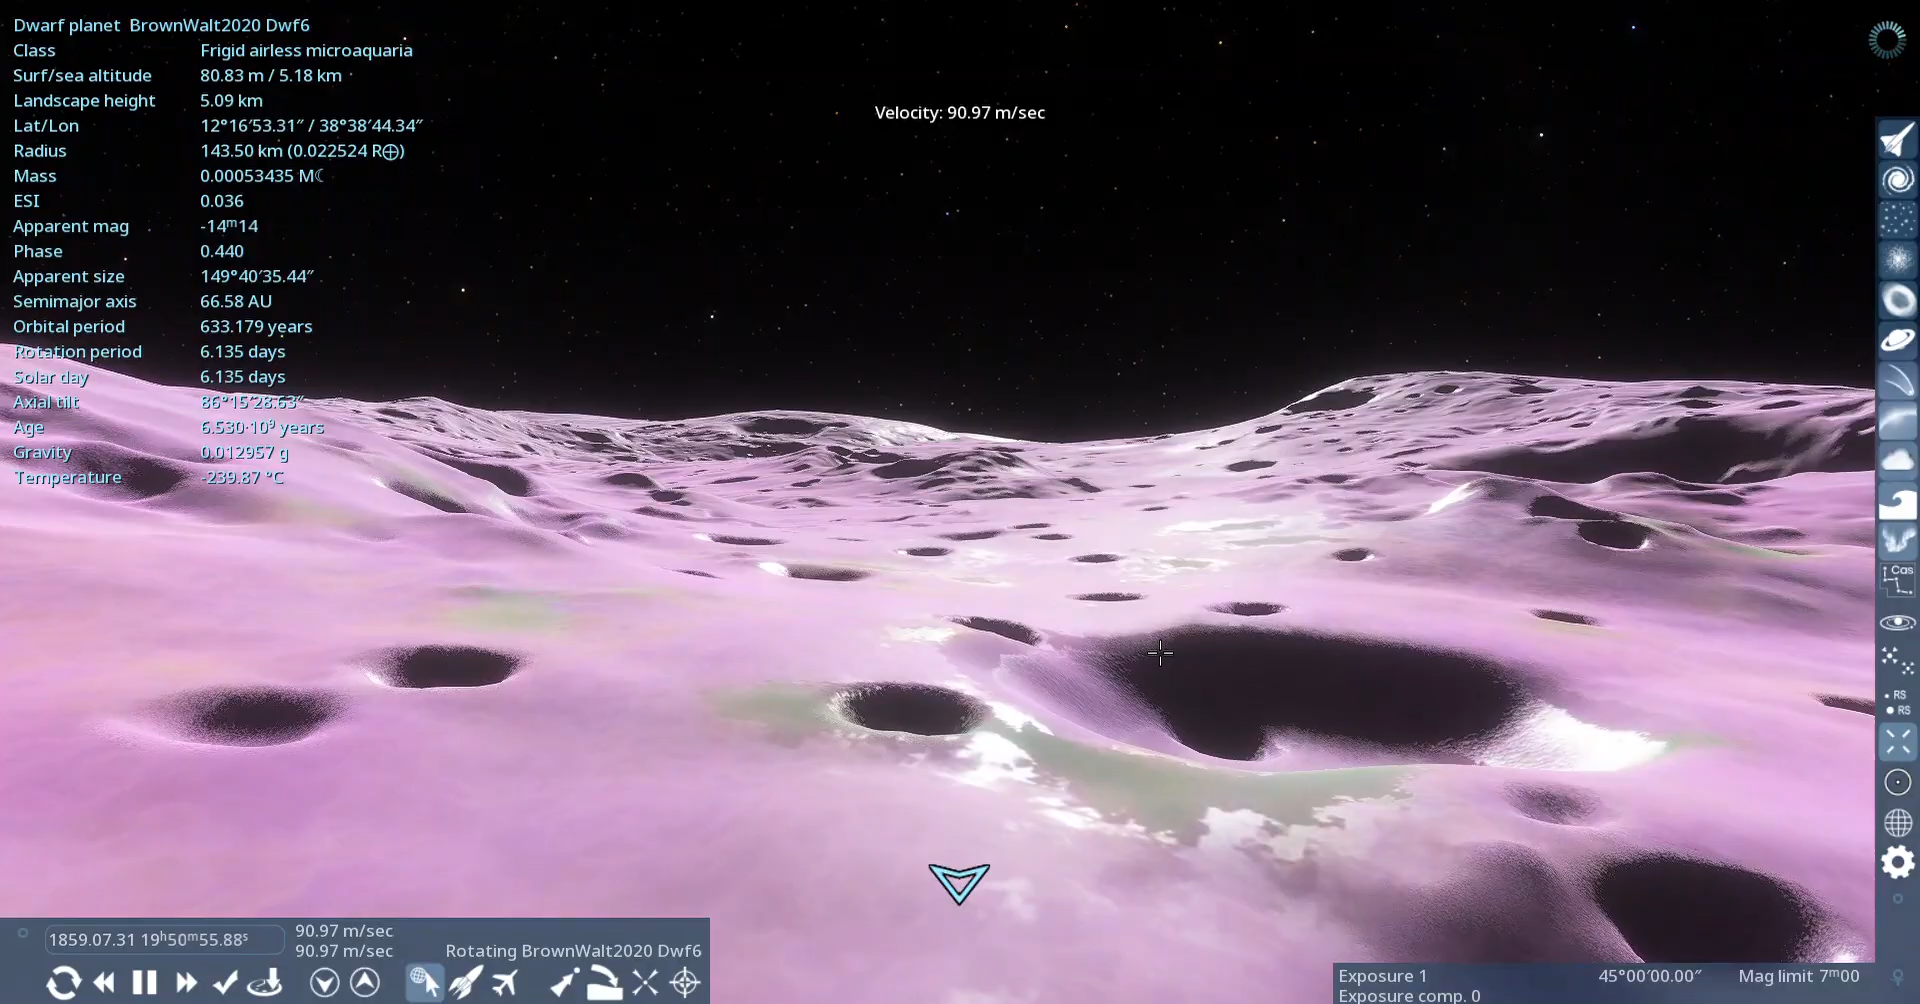 Dwarf planet BrownWalt2020 Dwf6
Class Frigid airless microaquaria
Surf/sea altitude 80.83 m / 5.18 km
Landscape height 5.09 km
Lat/Lon 12°16′53.31″ / 38°38′44.34″
Radius 143.50 km (0.022524 R⊕)
Mass 0.00053435 M☾
ESI 0.036
Apparent mag -14ᵐ14
Phase 0.440
Apparent size 149°40′35.44″
Semimajor axis 66.58 AU
Orbital period 633.179 years
Rotation period 6.135 days
Solar day 6.135 days
Axial tilt 86°15′28.63″
Age 6.530·10⁹ years
Gravity 0.012957 g
Temperature -239.87 °C
Velocity: 90.97 m/sec
Cas
RS
RS
1859.07.31 19ʰ50ᵐ55.88ˢ
90.97 m/sec
90.97 m/sec
Rotating BrownWalt2020 Dwf6
Exposure 1 45°00′00.00″ Mag limit 7ᵐ00
Exposure comp. 0